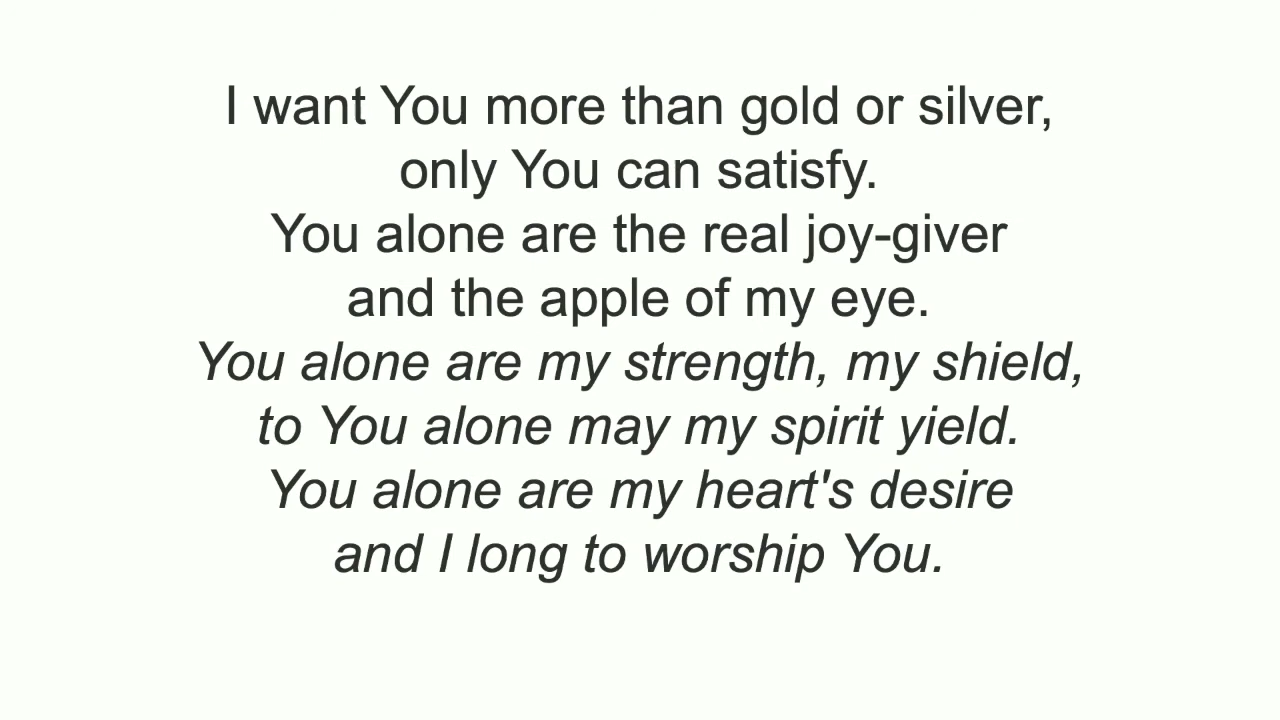 I want You more than gold or silver,
only You can satisfy.
You alone are the real joy-giver
and the apple of my eye.
You alone are my strength, my shield,
to You alone may my spirit yield.
You alone are my heart's desire
and I long to worship You.